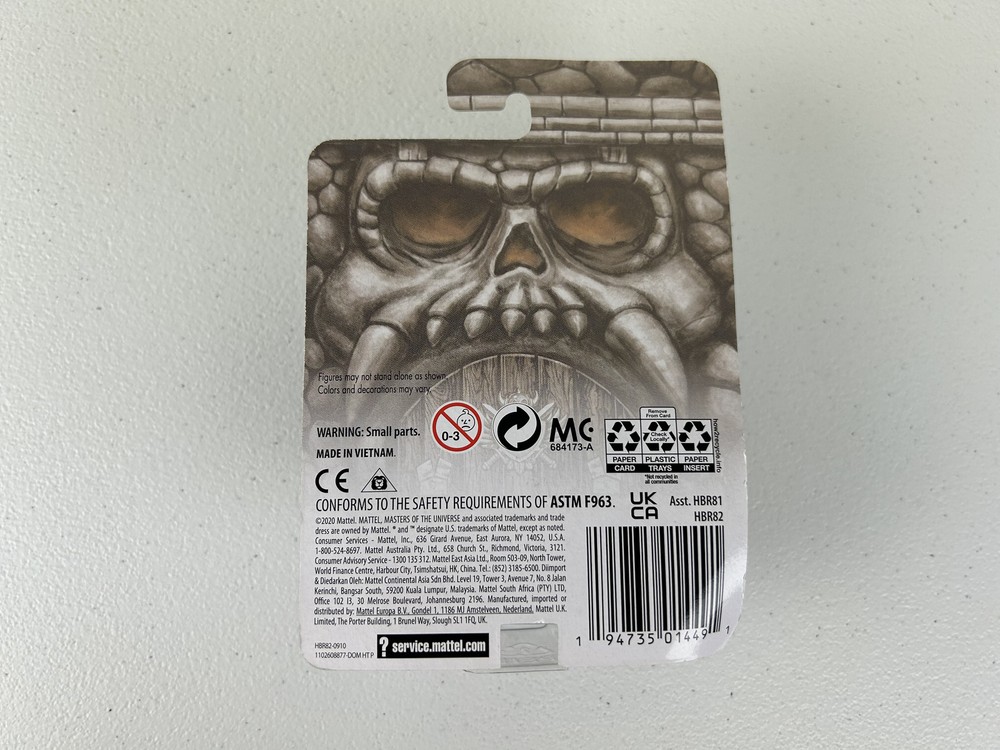 Figures may not stand alone as shown.
Colors and decorations may vary.
WARNING: Small parts.
0-3
MC
684173-A
MADE IN VIETNAM.
Remove
From Card
Check
Locally*
PAPER
CARD
PLASTIC
TRAYS
PAPER
INSERT
*Not recycled in
all communities
how2recycle.info
CE
CONFORMS TO THE SAFETY REQUIREMENTS OF ASTM F963.
UK
CA
Asst. HBR81
HBR82
©2020 Mattel. MATTEL, MASTERS OF THE UNIVERSE and associated trademarks and trade
dress are owned by Mattel. ® and ™ designate U.S. trademarks of Mattel, except as noted.
Consumer Services - Mattel, Inc., 636 Girard Avenue, East Aurora, NY 14052, U.S.A.
1-800-524-8697. Mattel Australia Pty. Ltd., 658 Church St., Richmond, Victoria, 3121.
Consumer Advisory Service - 1300 135 312. Mattel East Asia Ltd., Room 503-09, North Tower,
World Finance Centre, Harbour City, Tsimshatsui, HK, China. Tel.: (852) 3185-6500. Diimport
& Diedarkan Oleh: Mattel Continental Asia Sdn Bhd. Level 19, Tower 3, Avenue 7, No. 8 Jalan
Kerinchi, Bangsar South, 59200 Kuala Lumpur, Malaysia. Mattel South Africa (PTY) LTD,
Office 102 I3, 30 Melrose Boulevard, Johannesburg 2196. Manufactured, imported or
distributed by: Mattel Europa B.V., Gondel 1, 1186 MJ Amstelveen, Nederland. Mattel U.K.
Limited, The Porter Building, 1 Brunel Way, Slough SL1 1FQ, UK.
HBR82-0910
1102608877-DOM HT P
? service.mattel.com
1 94735 01449 1